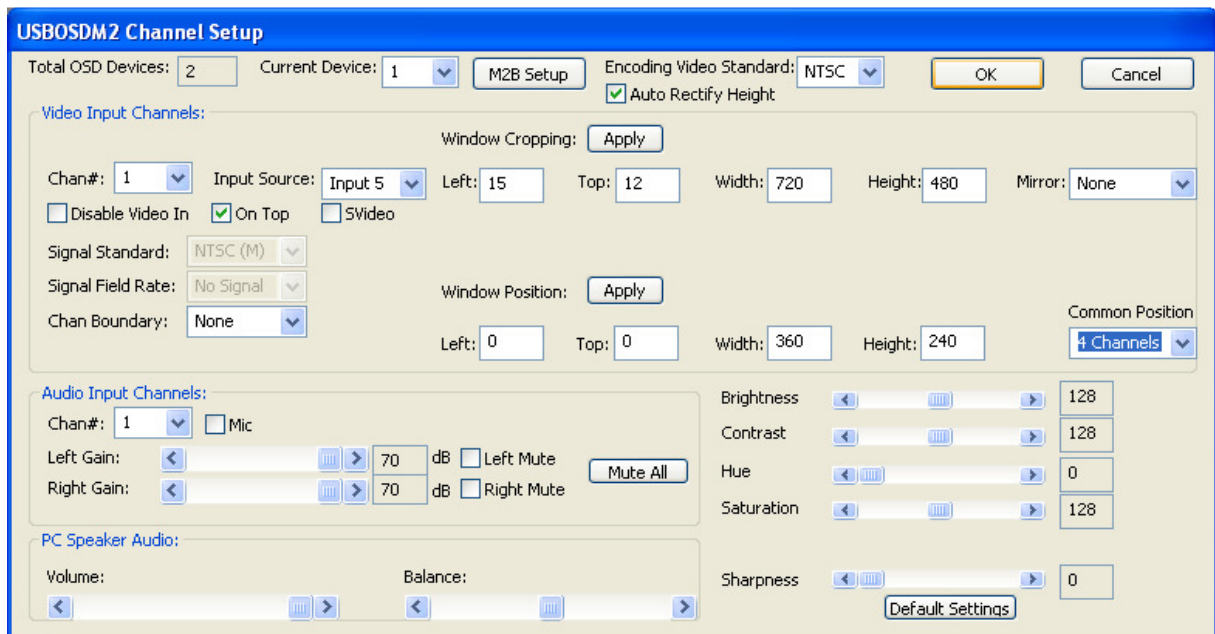 USBOSDM2 Channel Setup
Total OSD Devices: 2 Current Device: 1 M2B Setup Encoding Video Standard: NTSC OK Cancel
Auto Rectify Height
Video Input Channels:
Window Cropping: Apply
Chan#: 1 Input Source: Input 5 Left: 15 Top: 12 Width: 720 Height: 480 Mirror: None
Disable Video In On Top SVideo
Signal Standard: NTSC (M)
Signal Field Rate: No Signal Window Position: Apply
Chan Boundary: None Common Position
Left: 0 Top: 0 Width: 360 Height: 240 4 Channels
Audio Input Channels:
Chan#: 1 Mic
Left Gain: 70 dB Left Mute Mute All
Right Gain: 70 dB Right Mute
Brightness 128
Contrast 128
Hue 0
Saturation 128
PC Speaker Audio:
Volume: Balance:
Sharpness 0
Default Settings